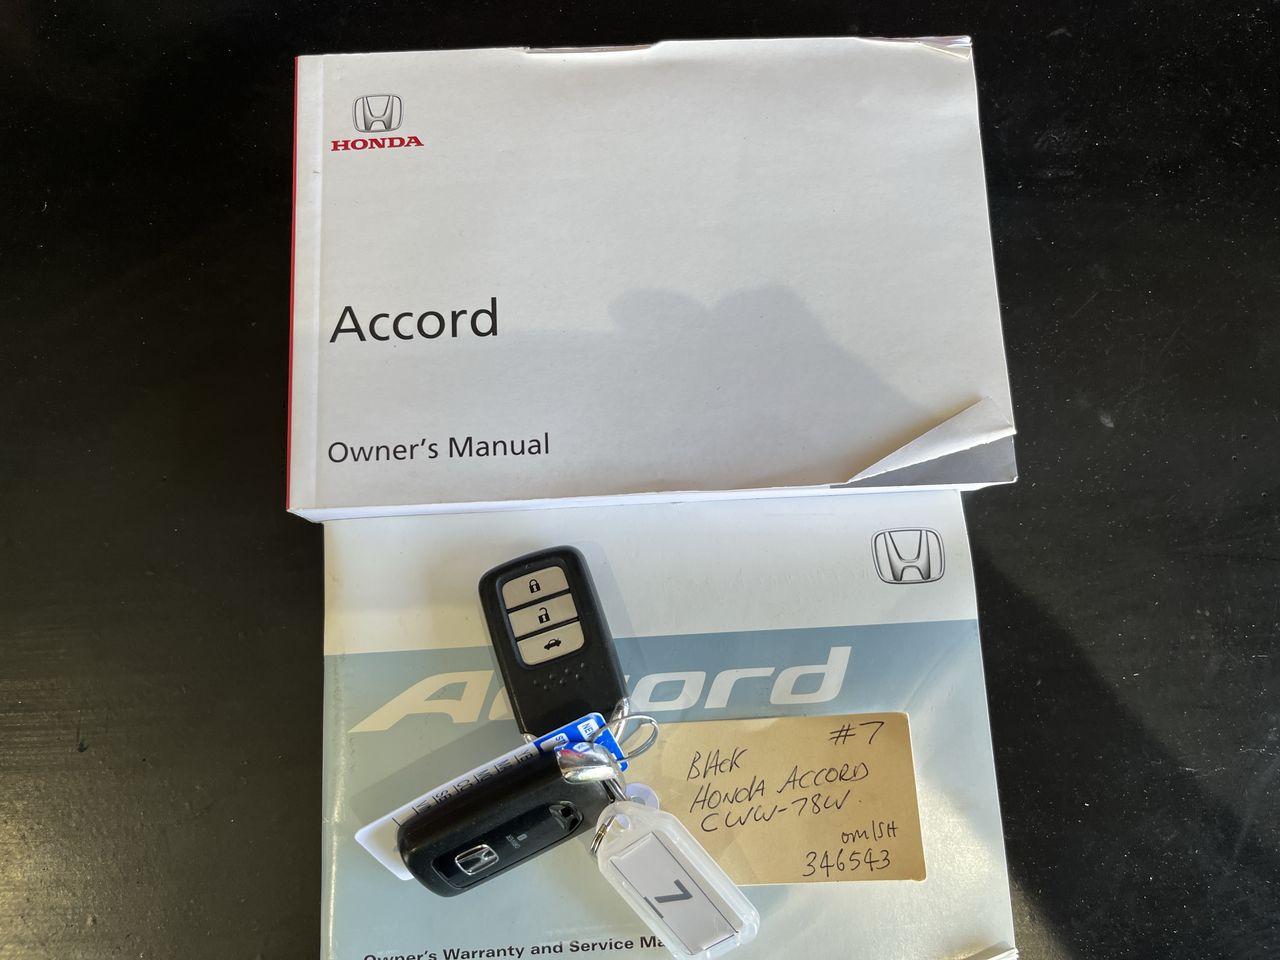 HONDA
Accord
Owner's Manual
Accord
#7
BLACK
HONDA ACCORD
CWW-78W
om/SH
346543
7
Owner's Warranty and Service